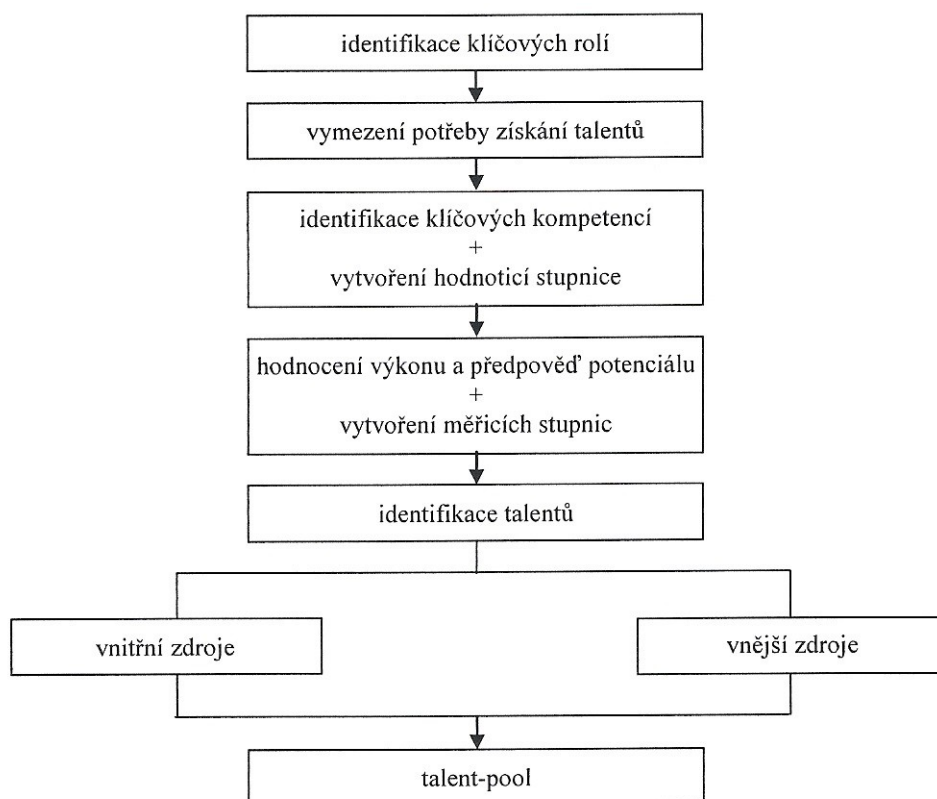 identifikace klíčových rolí
vymezení potřeby získání talentů
identifikace klíčových kompetencí
+
vytvoření hodnoticí stupnice
hodnocení výkonu a předpověď potenciálu
+
vytvoření měřicích stupnic
identifikace talentů
vnitřní zdroje
vnější zdroje
talent-pool